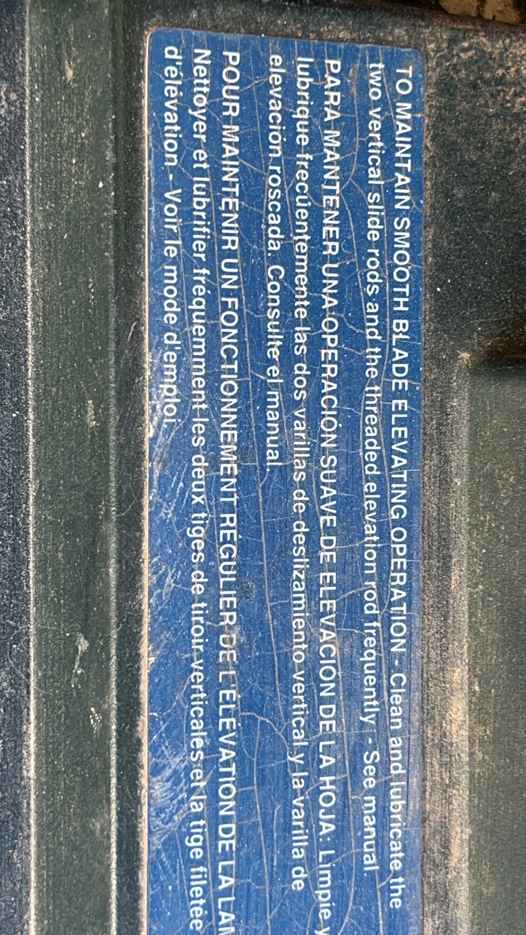 TO MAINTAIN SMOOTH BLADE ELEVATING OPERATION - Clean and lubricate the
two vertical slide rods and the threaded elevation rod frequently - See manual
PARA MANTENER UNA OPERACIÓN SUAVE DE ELEVACIÓN DE LA HOJA: Limpie y
lubrique frecuentemente las dos varillas de deslizamiento vertical y la varilla de
elevación roscada. Consulte el manual.
POUR MAINTENIR UN FONCTIONNEMENT RÉGULIER DE L'ÉLÉVATION DE LA
Nettoyer et lubrifier fréquemment les deux tiges de tiroir verticales et la tige filetée
d'élévation - Voir le mode d'emploi.